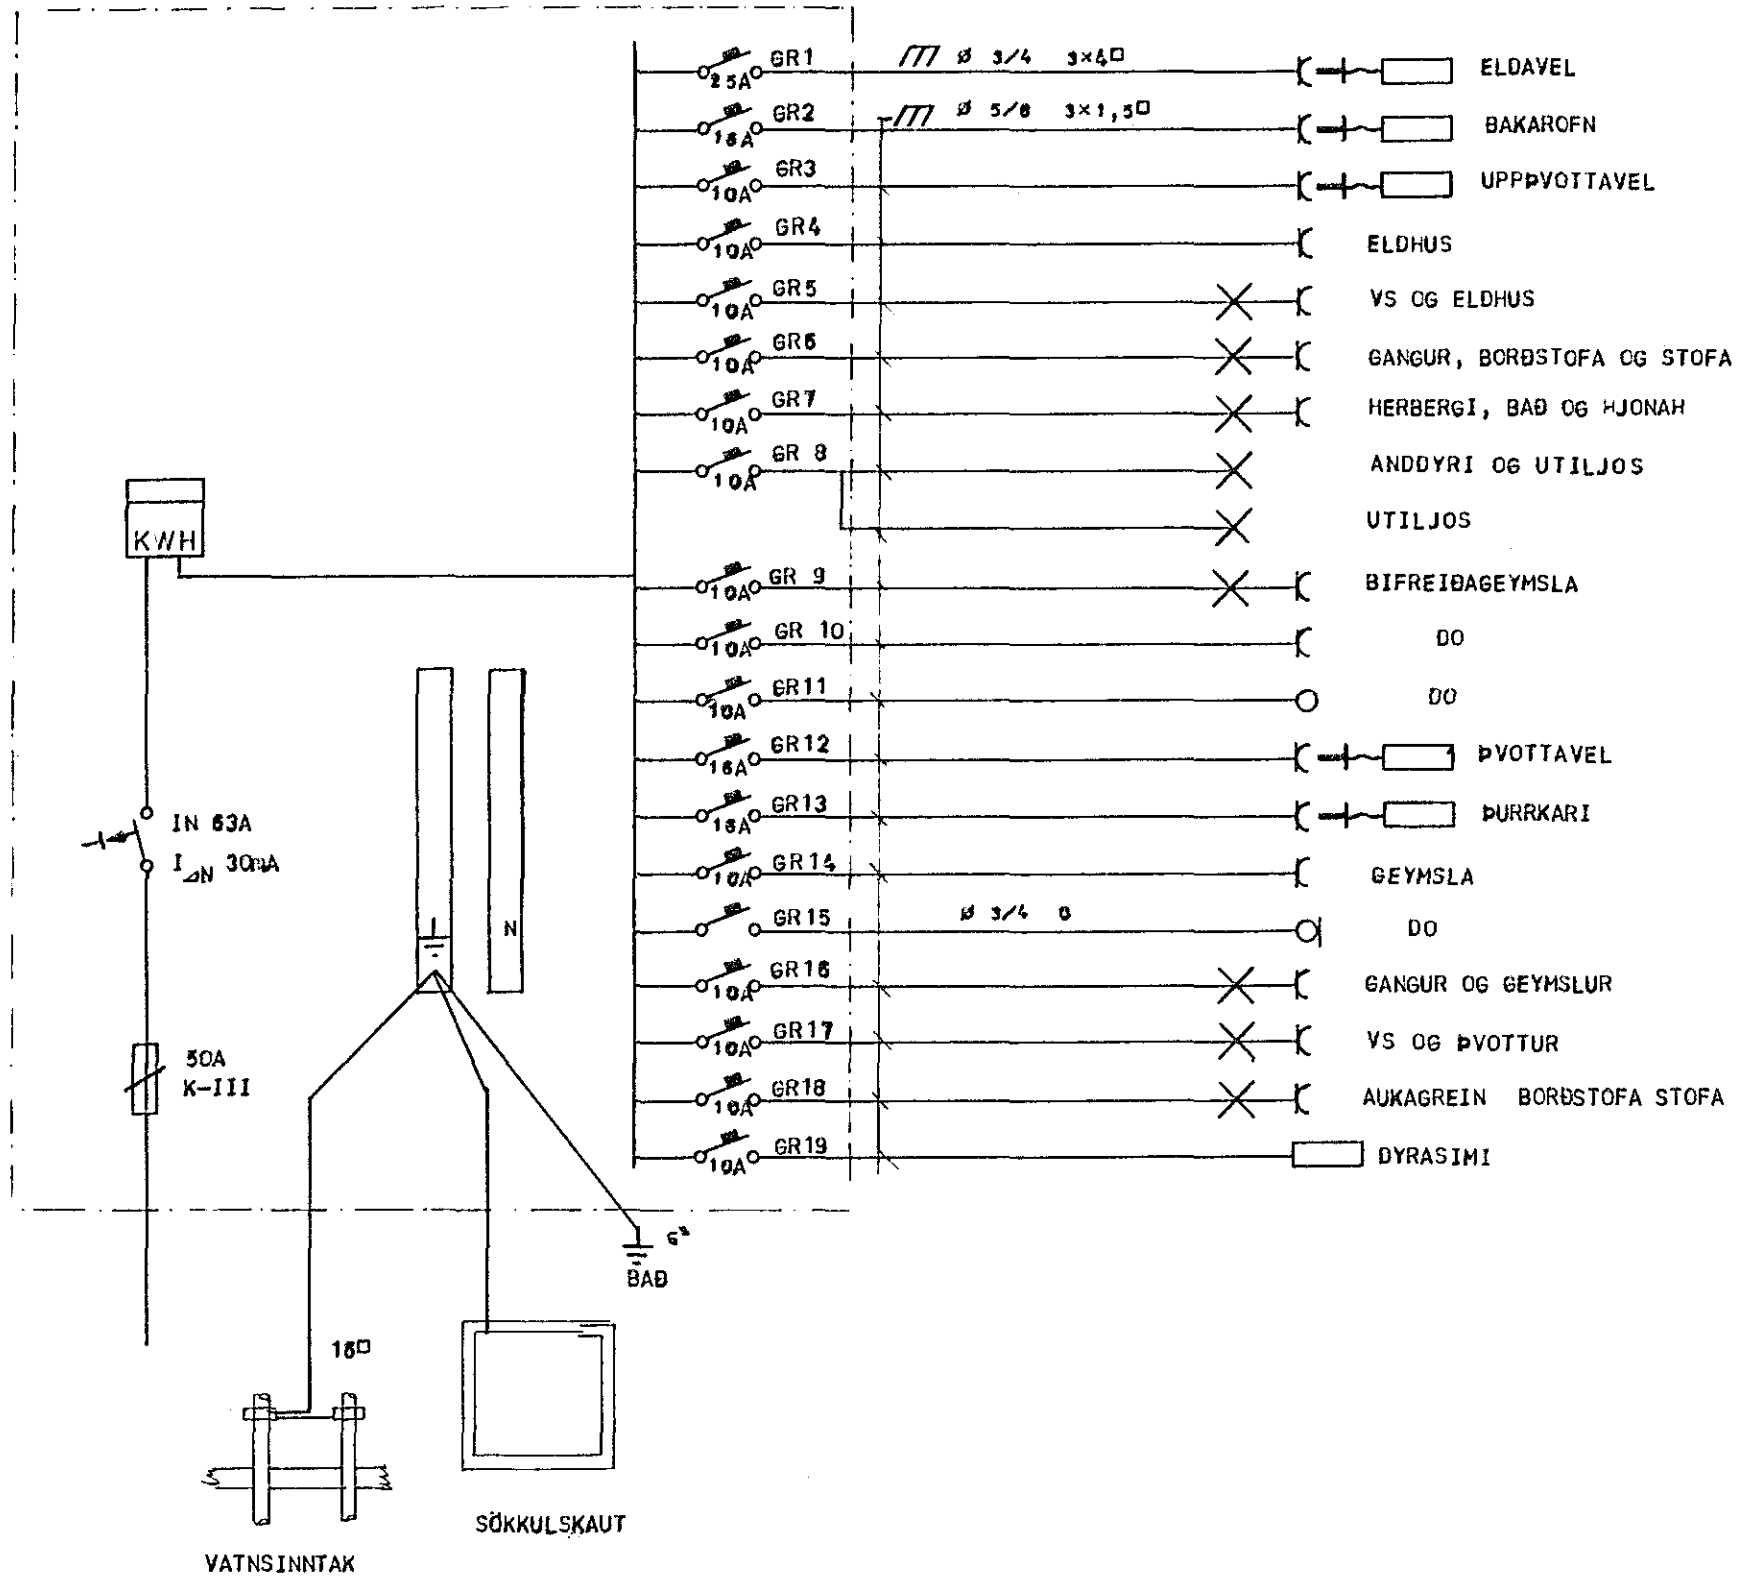 GR1 Ø 3/4 3×4□ ELDAVEL
25A
GR2 Ø 5/8 3×1,5□ BAKAROFN
16A
GR3 UPPÞVOTTAVEL
10A
GR4 ELDHUS
10A
GR5 VS OG ELDHUS
10A
GR6 GANGUR, BORÐSTOFA OG STOFA
10A
GR7 HERBERGI, BAÐ OG HJONAH
10A
GR 8 ANDDYRI OG UTILJOS
10A
UTILJOS
KWH
GR 9 BIFREIÐAGEYMSLA
10A
GR 10 DO
10A
GR11 DO
10A
GR12 ÞVOTTAVEL
16A
GR13 ÞURRKARI
16A
IN 63A
I⊿N 30mA
GR14 GEYMSLA
10A
GR15 Ø 3/4 0 DO
N
GR16 GANGUR OG GEYMSLUR
10A
GR17 VS OG ÞVOTTUR
10A
50A
K-III
GR18 AUKAGREIN BORÐSTOFA STOFA
10A
GR19 DYRASIMI
10A
BAÐ
16□
SÖKKULSKAUT
VATNSINNTAK